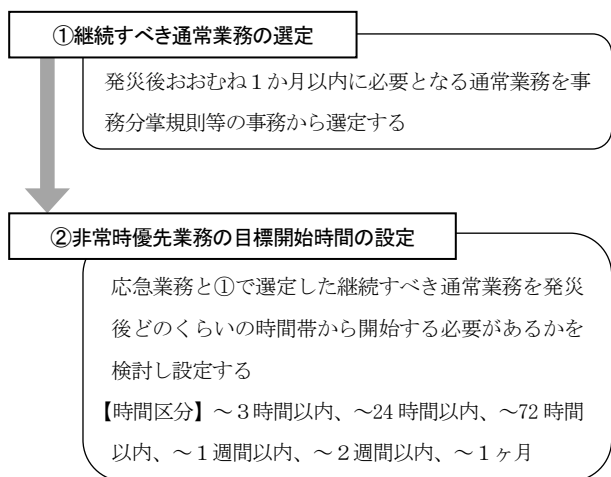 ①継続すべき通常業務の選定
発災後おおむね１か月以内に必要となる通常業務を事
務分掌規則等の事務から選定する
②非常時優先業務の目標開始時間の設定
応急業務と①で選定した継続すべき通常業務を発災
後どのくらいの時間帯から開始する必要があるかを
検討し設定する
【時間区分】～３時間以内、～24 時間以内、～72 時間
以内、～１週間以内、～２週間以内、～１ヶ月